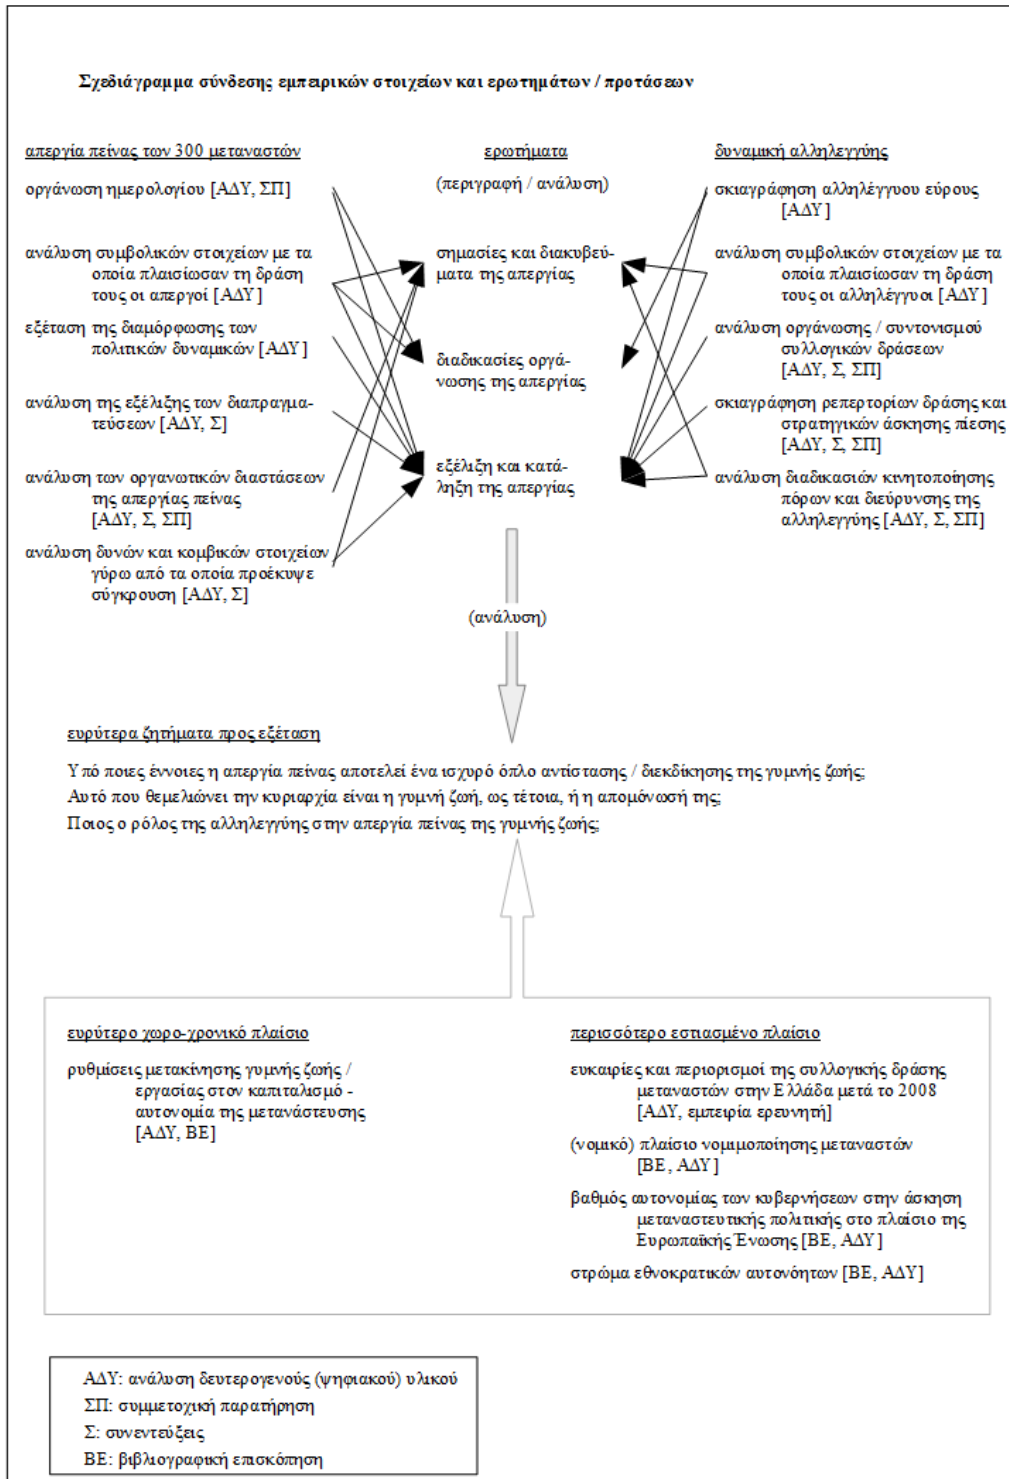 Σχεδιάγραμμα σύνδεσης εμπειρικών στοιχείων και ερωτημάτων / προτάσεων
απεργία πείνας των 300 μεταναστών
οργάνωση ημερολογίου [ΑΔΥ, ΣΠ]
ανάλυση συμβολικών στοιχείων με τα
οποία πλαισίωσαν τη δράση
τους οι απεργοί [ΑΔΥ]
εξέταση της διαμόρφωσης των
πολιτικών δυναμικών [ΑΔΥ]
ανάλυση της εξέλιξης των διαπραγμα-
τεύσεων [ΑΔΥ, Σ]
ανάλυση των οργανωτικών διαστάσεων
της απεργίας πείνας
[ΑΔΥ, Σ, ΣΠ]
ανάλυση δυνών και κομβικών στοιχείων
γύρω από τα οποία προέκυψε
σύγκρουση [ΑΔΥ, Σ]
ερωτήματα
(περιγραφή / ανάλυση)
σημασίες και διακυβεύ-
ματα της απεργίας
διαδικασίες οργά-
νωσης της απεργίας
εξέλιξη και κατά-
ληξη της απεργίας
δυναμική αλληλεγγύης
σκιαγράφηση αλληλέγγυου εύρους
[ΑΔΥ]
ανάλυση συμβολικών στοιχείων με τα
οποία πλαισίωσαν τη δράση
τους οι αλληλέγγυοι [ΑΔΥ]
ανάλυση οργάνωσης / συντονισμού
συλλογικών δράσεων
[ΑΔΥ, Σ, ΣΠ]
σκιαγράφηση ρεπερτορίων δράσης και
στρατηγικών άσκησης πίεσης
[ΑΔΥ, Σ, ΣΠ]
ανάλυση διαδικασιών κινητοποίησης
πόρων και διεύρυνσης της
αλληλεγγύης [ΑΔΥ, Σ, ΣΠ]
(ανάλυση)
ευρύτερα ζητήματα προς εξέταση
Υπό ποιες έννοιες η απεργία πείνας αποτελεί ένα ισχυρό όπλο αντίστασης / διεκδίκησης της γυμνής ζωής;
Αυτό που θεμελιώνει την κυριαρχία είναι η γυμνή ζωή, ως τέτοια, ή η απομόνωσή της;
Ποιος ο ρόλος της αλληλεγγύης στην απεργία πείνας της γυμνής ζωής;
ευρύτερο χωρο-χρονικό πλαίσιο
ρυθμίσεις μετακίνησης γυμνής ζωής /
εργασίας στον καπιταλισμό -
αυτονομία της μετανάστευσης
[ΑΔΥ, ΒΕ]
περισσότερο εστιασμένο πλαίσιο
ευκαιρίες και περιορισμοί της συλλογικής δράσης
μεταναστών στην Ελλάδα μετά το 2008
[ΑΔΥ, εμπειρία ερευνητή]
(νομικό) πλαίσιο νομιμοποίησης μεταναστών
[ΒΕ, ΑΔΥ]
βαθμός αυτονομίας των κυβερνήσεων στην άσκηση
μεταναστευτικής πολιτικής στο πλαίσιο της
Ευρωπαϊκής Ένωσης [ΒΕ, ΑΔΥ]
στρώμα εθνοκρατικών αυτονόητων [ΒΕ, ΑΔΥ]
ΑΔΥ: ανάλυση δευτερογενούς (ψηφιακού) υλικού
ΣΠ: συμμετοχική παρατήρηση
Σ: συνεντεύξεις
ΒΕ: βιβλιογραφική επισκόπηση